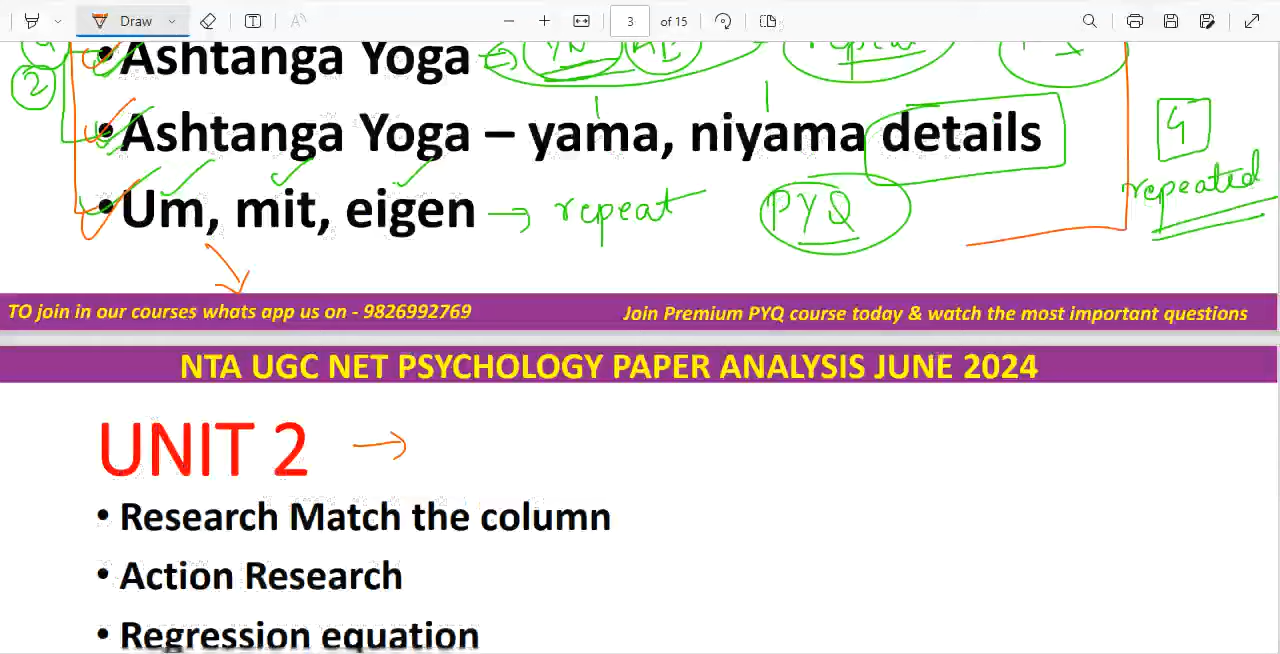 Draw
3 of 15
2
Ashtanga Yoga
repeat
• Ashtanga Yoga – yama, niyama details
4
repeated
• Um, mit, eigen → repeat PYQ
TO join in our courses whats app us on - 9826992769
Join Premium PYQ course today & watch the most important questions
NTA UGC NET PSYCHOLOGY PAPER ANALYSIS JUNE 2024
UNIT 2 →
• Research Match the column
• Action Research
• Regression equation